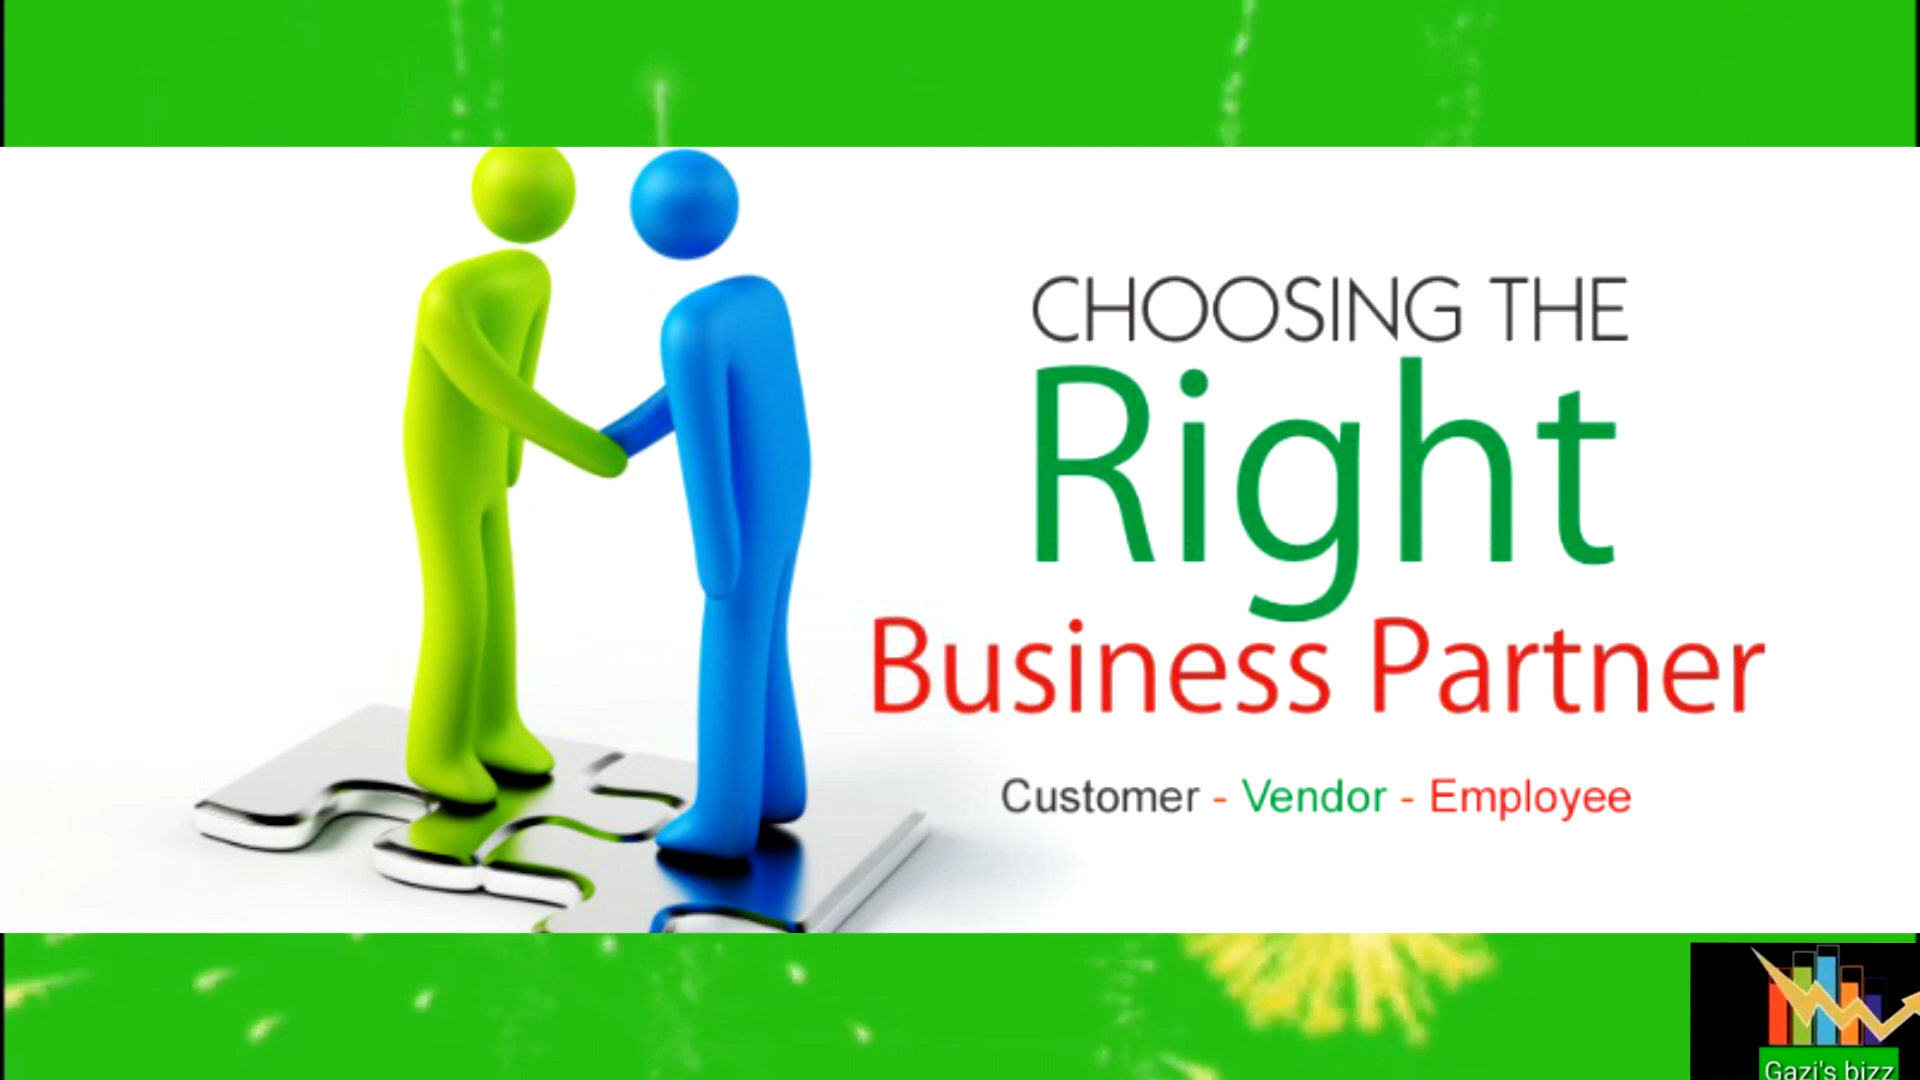 CHOOSING THE
Right
Business Partner
Customer - Vendor - Employee
Gazi's bizz